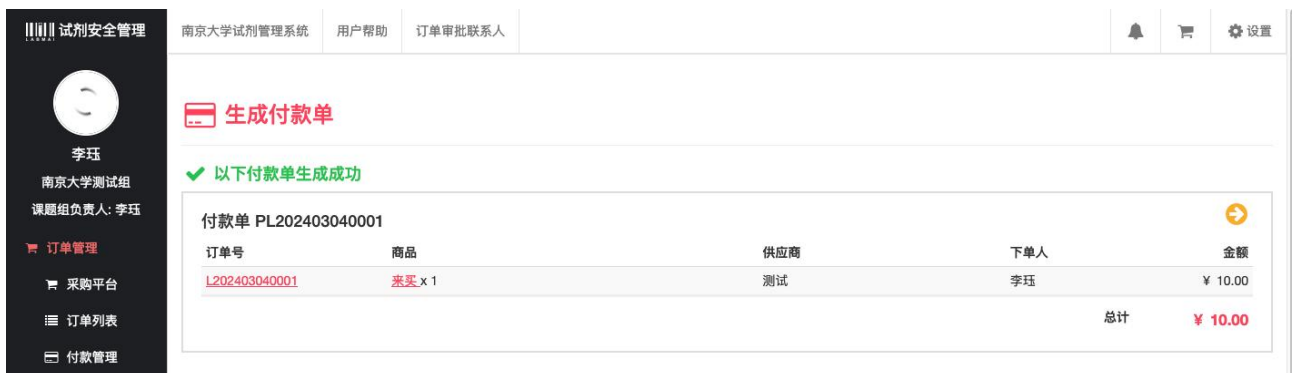 LABMAI 试剂安全管理
南京大学试剂管理系统 用户帮助 订单审批联系人 设置
李珏
南京大学测试组
课题组负责人: 李珏
订单管理
采购平台
订单列表
付款管理
生成付款单
以下付款单生成成功
付款单 PL202403040001
订单号 商品 供应商 下单人 金额
L202403040001 来买 x 1 测试 李珏 ¥ 10.00
总计 ¥ 10.00